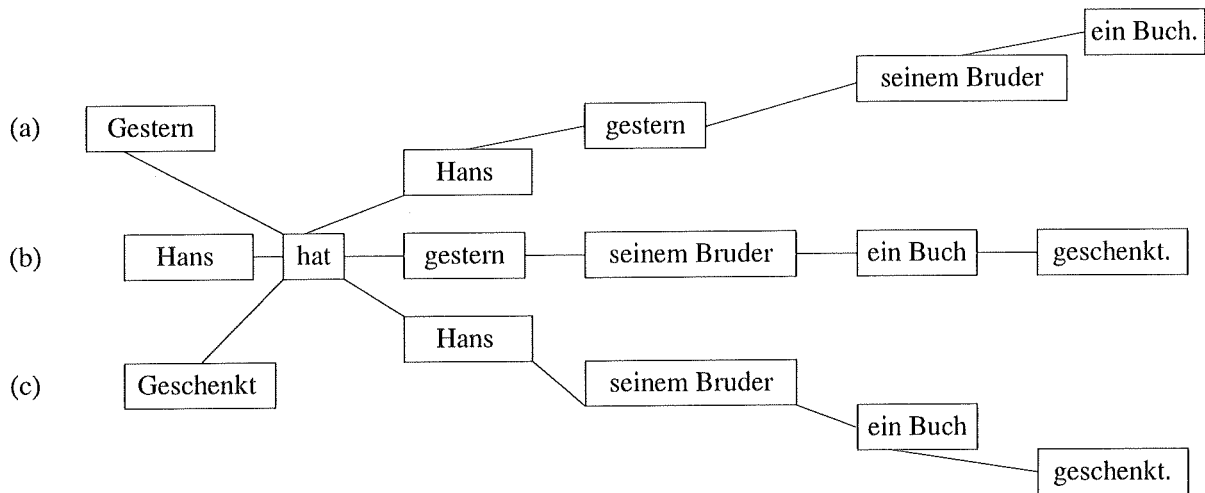 ein Buch.
seinem Bruder
(a) Gestern gestern
Hans
(b) Hans hat gestern seinem Bruder ein Buch geschenkt.
Hans
(c) Geschenkt seinem Bruder
ein Buch
geschenkt.